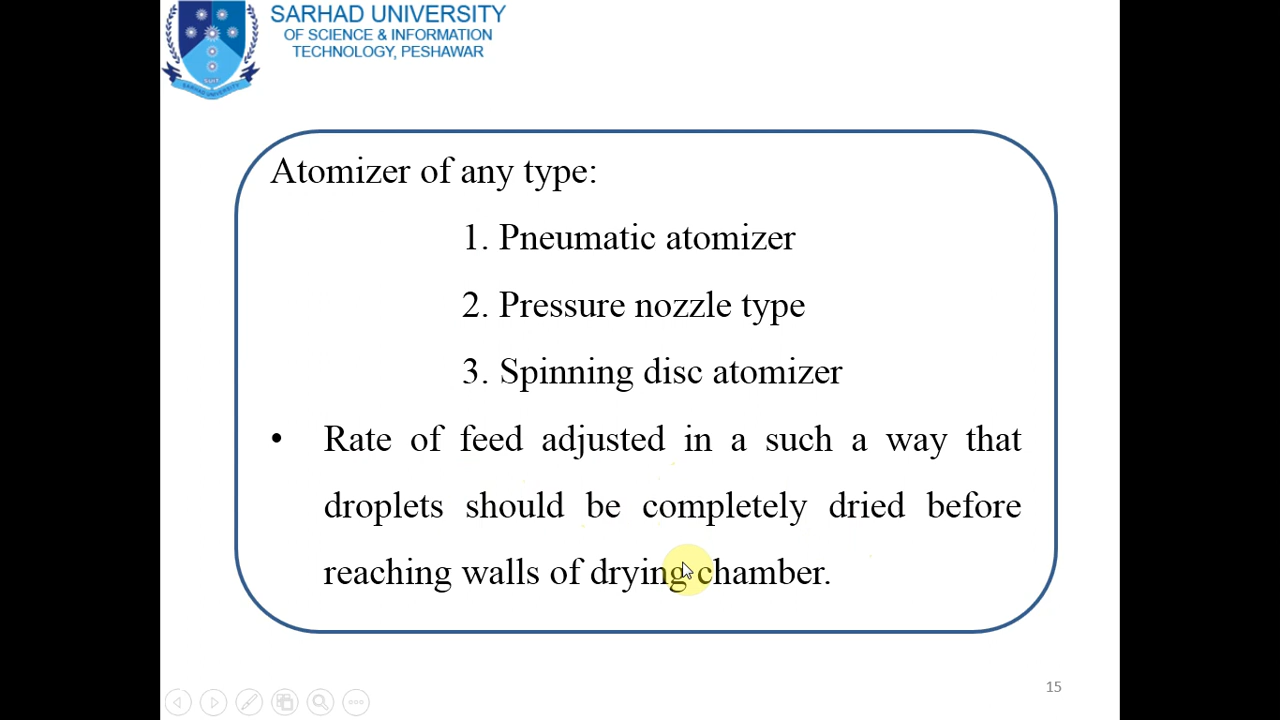 SARHAD UNIVERSITY
OF SCIENCE & INFORMATION
TECHNOLOGY, PESHAWAR
Atomizer of any type:
1. Pneumatic atomizer
2. Pressure nozzle type
3. Spinning disc atomizer
• Rate of feed adjusted in a such a way that
droplets should be completely dried before
reaching walls of drying chamber.
15